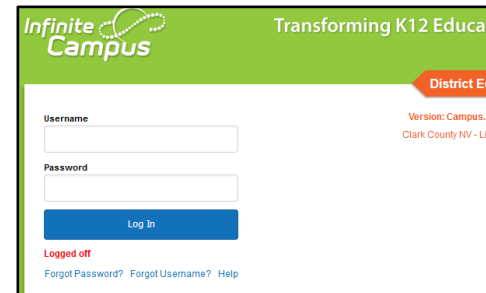 Infinite
Campus
Transforming K12 Educa
District E
Version: Campus.
Clark County NV - Li
Username
Password
Log In
Logged off
Forgot Password? Forgot Username? Help